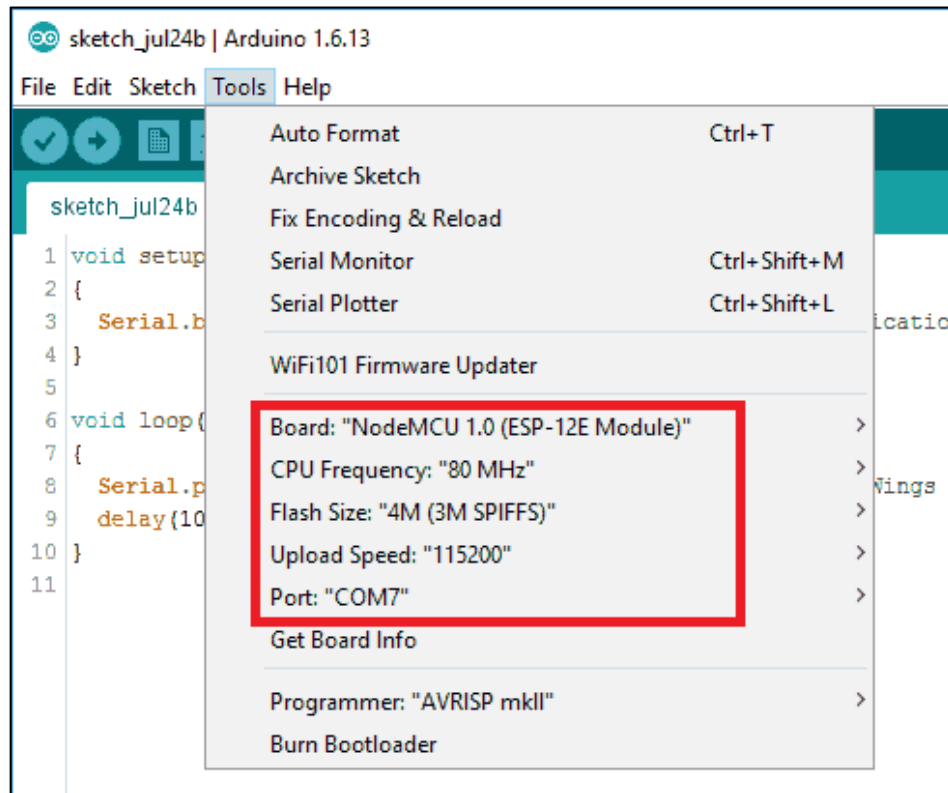 sketch_jul24b | Arduino 1.6.13
File Edit Sketch Tools Help
Auto Format Ctrl+T
Archive Sketch
sketch_jul24b
Fix Encoding & Reload
1 void setup
Serial Monitor Ctrl+Shift+M
2 {
Serial Plotter Ctrl+Shift+L
3 Serial.b icatio
4 }
WiFi101 Firmware Updater
5
6 void loop(
Board: "NodeMCU 1.0 (ESP-12E Module)"
7 {
CPU Frequency: "80 MHz"
8 Serial.p Wings
Flash Size: "4M (3M SPIFFS)"
9 delay(10
Upload Speed: "115200"
10 }
11
Port: "COM7"
Get Board Info
Programmer: "AVRISP mkII"
Burn Bootloader